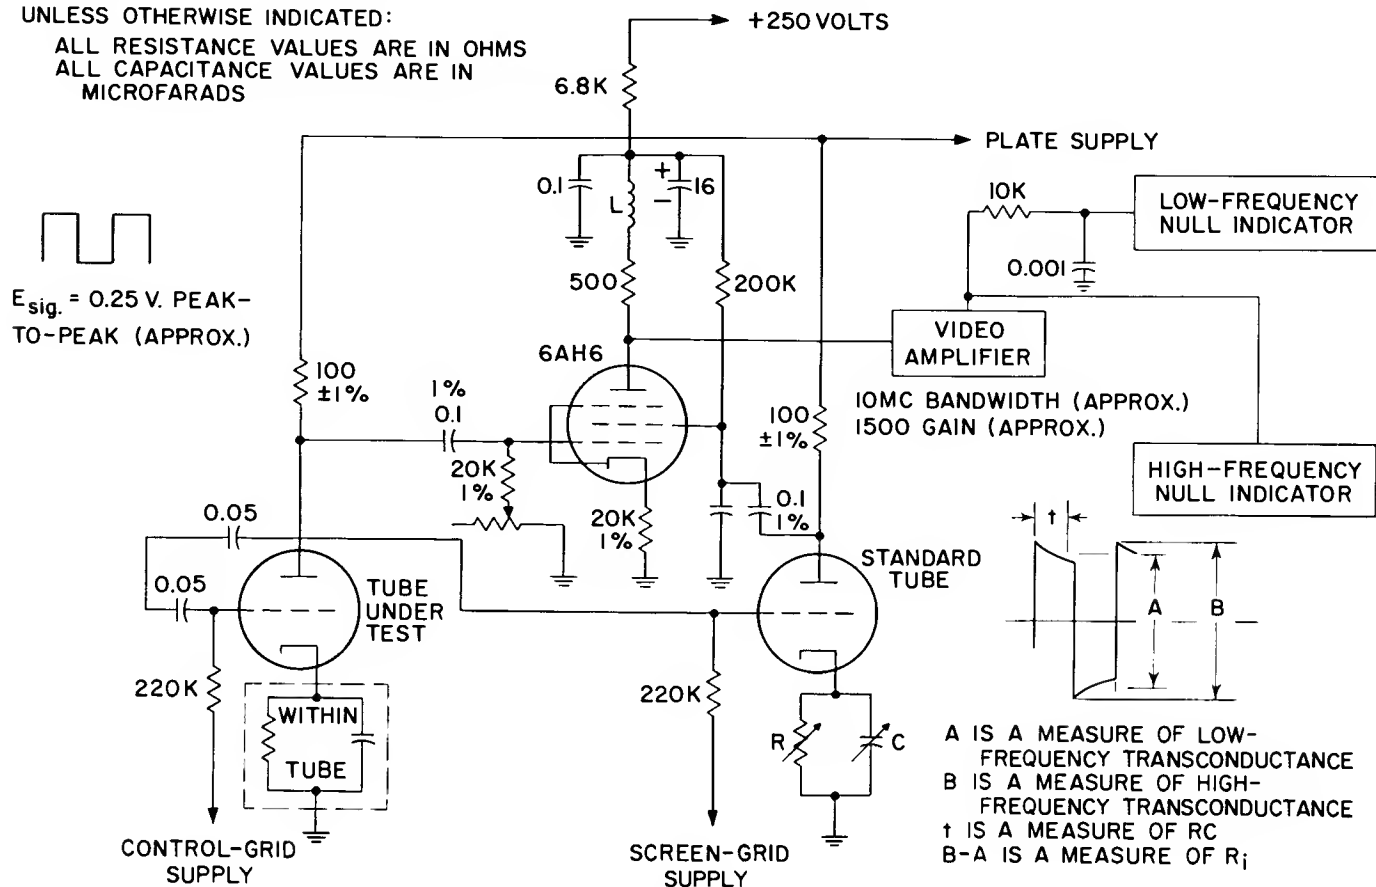 UNLESS OTHERWISE INDICATED:
ALL RESISTANCE VALUES ARE IN OHMS
ALL CAPACITANCE VALUES ARE IN
MICROFARADS
+250 VOLTS
6.8K
PLATE SUPPLY
0.1
L
+
-
16
10K
LOW-FREQUENCY
NULL INDICATOR
0.001
500
200K
E sig. = 0.25 V. PEAK-
TO-PEAK (APPROX.)
VIDEO
AMPLIFIER
6AH6
100
±1%
1%
0.1
10MC BANDWIDTH (APPROX.)
1500 GAIN (APPROX.)
100
±1%
HIGH-FREQUENCY
NULL INDICATOR
20K
1%
20K
1%
0.1
1%
0.05
0.05
TUBE
UNDER
TEST
STANDARD
TUBE
t
A
B
220K
WITHIN
TUBE
220K
R
C
CONTROL-GRID
SUPPLY
SCREEN-GRID
SUPPLY
A IS A MEASURE OF LOW-
FREQUENCY TRANSCONDUCTANCE
B IS A MEASURE OF HIGH-
FREQUENCY TRANSCONDUCTANCE
t IS A MEASURE OF RC
B-A IS A MEASURE OF Ri